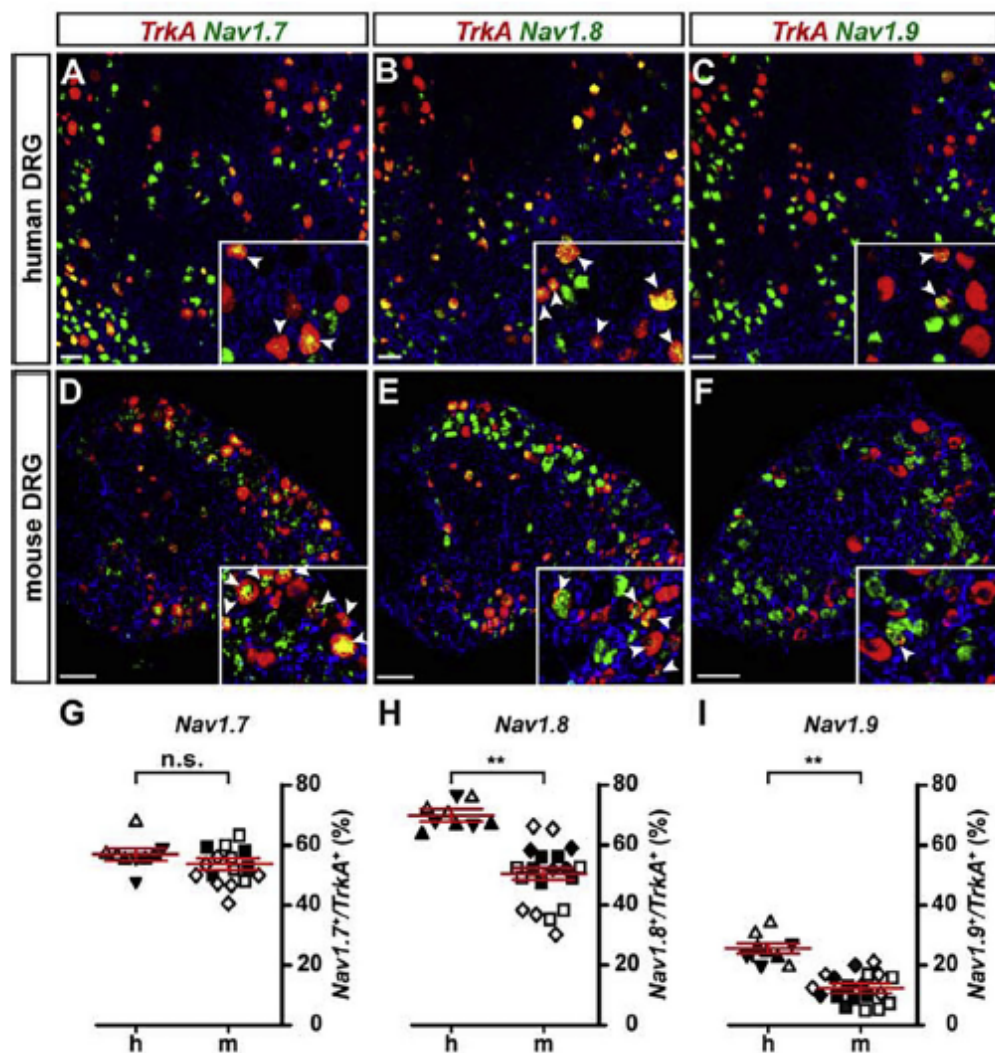 TrkA Nav1.7 TrkA Nav1.8 TrkA Nav1.9
human DRG
A B C
mouse DRG
D E F
G Nav1.7 H Nav1.8 I Nav1.9
n.s. ** **
80 80 80
60 60 60
40 40 40
20 20 20
0 0 0
Nav1.7+/TrkA+ (%) Nav1.8+/TrkA+ (%) Nav1.9+/TrkA+ (%)
h m h m h m